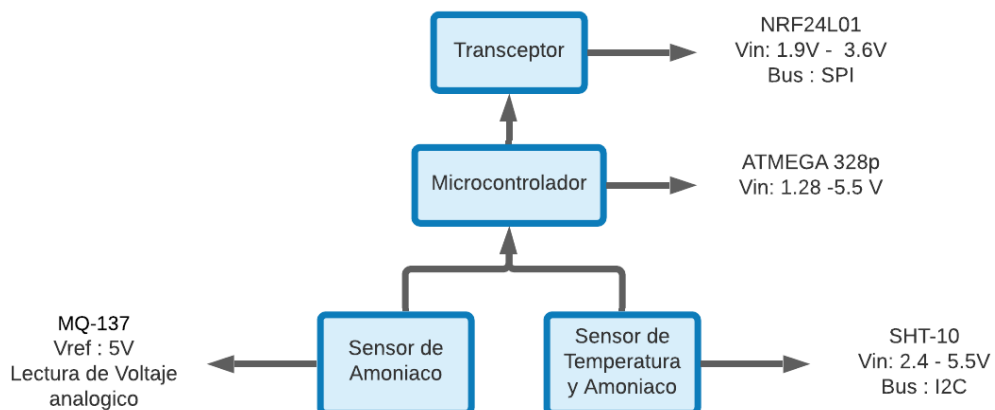 Transceptor
NRF24L01
Vin: 1.9V - 3.6V
Bus : SPI
Microcontrolador
ATMEGA 328p
Vin: 1.28 -5.5 V
MQ-137
Vref : 5V
Lectura de Voltaje
analogico
Sensor de
Amoniaco
Sensor de
Temperatura
y Amoniaco
SHT-10
Vin: 2.4 - 5.5V
Bus : I2C